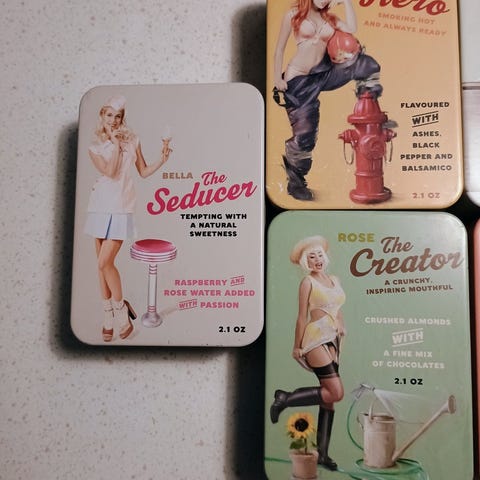 BELLA The
Seducer
TEMPTING WITH
A NATURAL
SWEETNESS
RASPBERRY AND
ROSE WATER ADDED
WITH PASSION
2.1 OZ
Hero
SMOKING HOT
AND ALWAYS READY
FLAVOURED
WITH
ASHES,
BLACK
PEPPER AND
BALSAMICO
2.1 OZ
ROSE The
Creator
A CRUNCHY,
INSPIRING MOUTHFUL
CRUSHED ALMONDS
WITH
A FINE MIX
OF CHOCOLATES
2.1 OZ